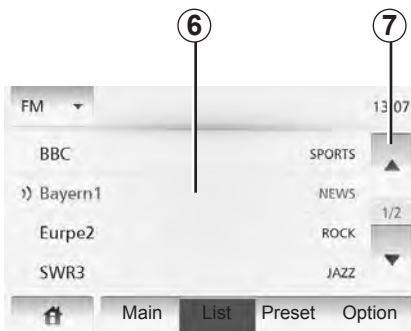 6 7
FM 13:07
BBC SPORTS
Bayern1 NEWS
1/2
Eurpe2 ROCK
SWR3 JAZZ
Main List Preset Option